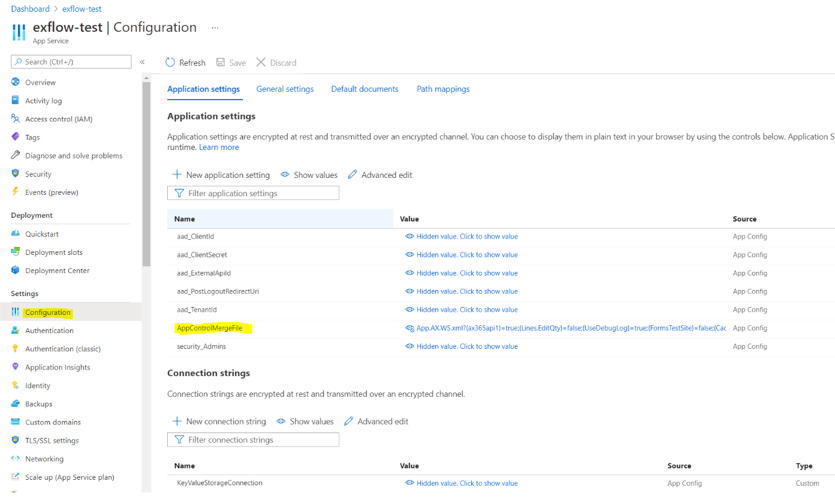 Dashboard > exflow-test
exflow-test | Configuration ...
App Service
Search (Ctrl+/)
«
Overview
Activity log
Access control (IAM)
Tags
Diagnose and solve problems
Security
Events (preview)
Deployment
Quickstart
Deployment slots
Deployment Center
Settings
Configuration
Authentication
Authentication (classic)
Application Insights
Identity
Backups
Custom domains
TLS/SSL settings
Networking
Scale up (App Service plan)
Refresh Save Discard
Application settings General settings Default documents Path mappings
Application settings
Application settings are encrypted at rest and transmitted over an encrypted channel. You can choose to display them in plain text in your browser by using the controls below. Application S
runtime. Learn more
New application setting Show values Advanced edit
Filter application settings
Name Value Source
aad_ClientId Hidden value. Click to show value App Config
aad_ClientSecret Hidden value. Click to show value App Config
aad_ExternalApiId Hidden value. Click to show value App Config
aad_PostLogoutRedirectUri Hidden value. Click to show value App Config
aad_TenantId Hidden value. Click to show value App Config
AppControlMergeFile App.AX.WS.xml?{ax365api1}=true;{Lines.EditQty}=false;{UseDebugLog}=true;{FormsTestSite}=false;{Cac App Config
security_Admins Hidden value. Click to show value App Config
Connection strings
Connection strings are encrypted at rest and transmitted over an encrypted channel.
New connection string Show values Advanced edit
Filter connection strings
Name Value Source Type
KeyValueStorageConnection Hidden value. Click to show value App Config Custom